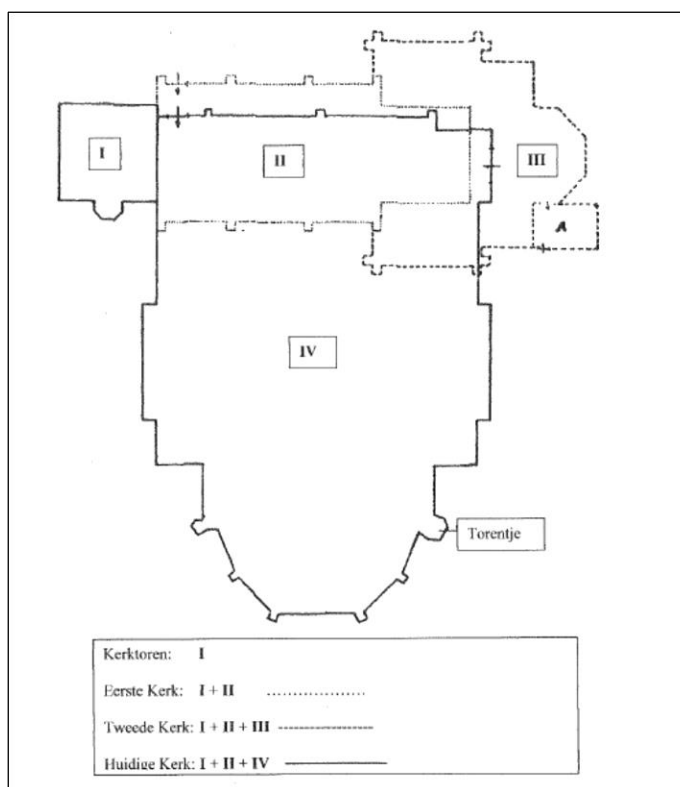 I
II
III
A
IV
Torentje
Kerktoren: I
Eerste Kerk: I + II ....................
Tweede Kerk: I + II + III --------------------
Huidige Kerk: I + II + IV ————————